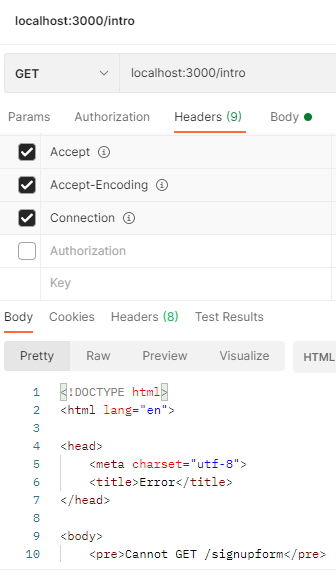 localhost:3000/intro
GET localhost:3000/intro
Params Authorization Headers (9) Body
Accept
Accept-Encoding
Connection
Authorization
Key
Body Cookies Headers (8) Test Results
Pretty Raw Preview Visualize HTML
1 <!DOCTYPE html>
2 <html lang="en">
3
4 <head>
5 <meta charset="utf-8">
6 <title>Error</title>
7 </head>
8
9 <body>
10 <pre>Cannot GET /signupform</pre>